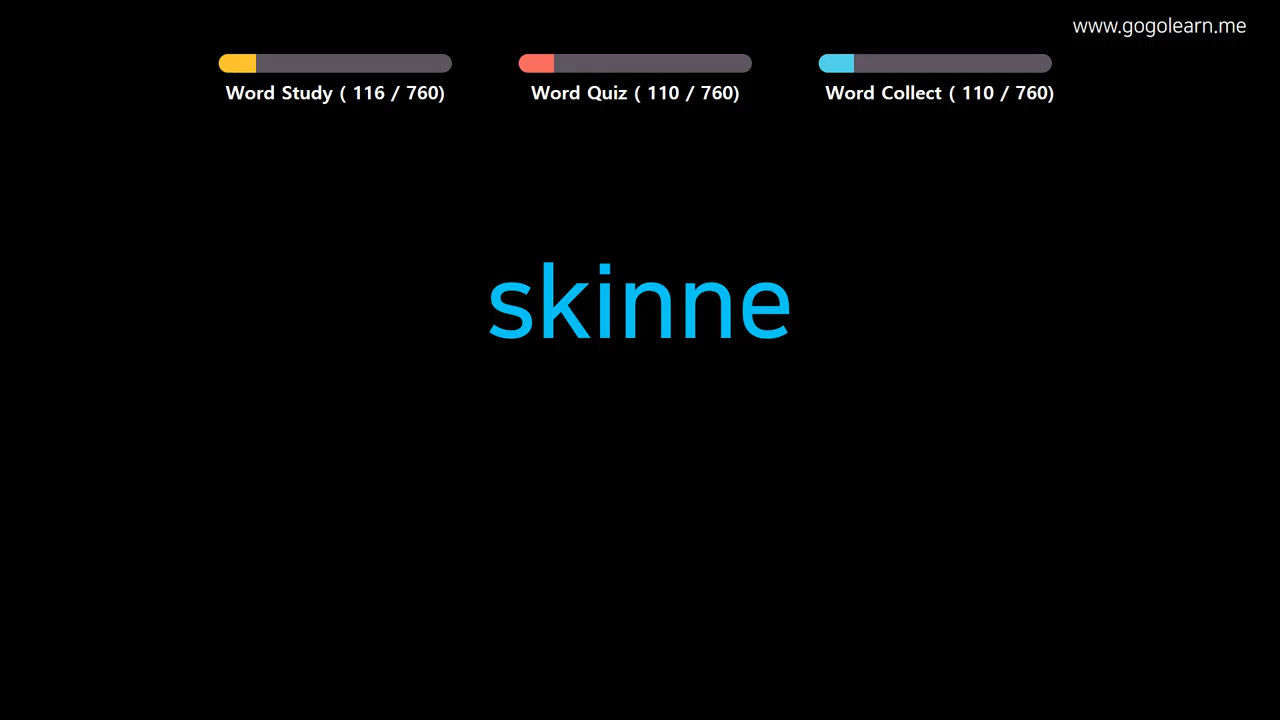 www.gogolearn.me
Word Study ( 116 / 760)
Word Quiz ( 110 / 760)
Word Collect ( 110 / 760)
skinne